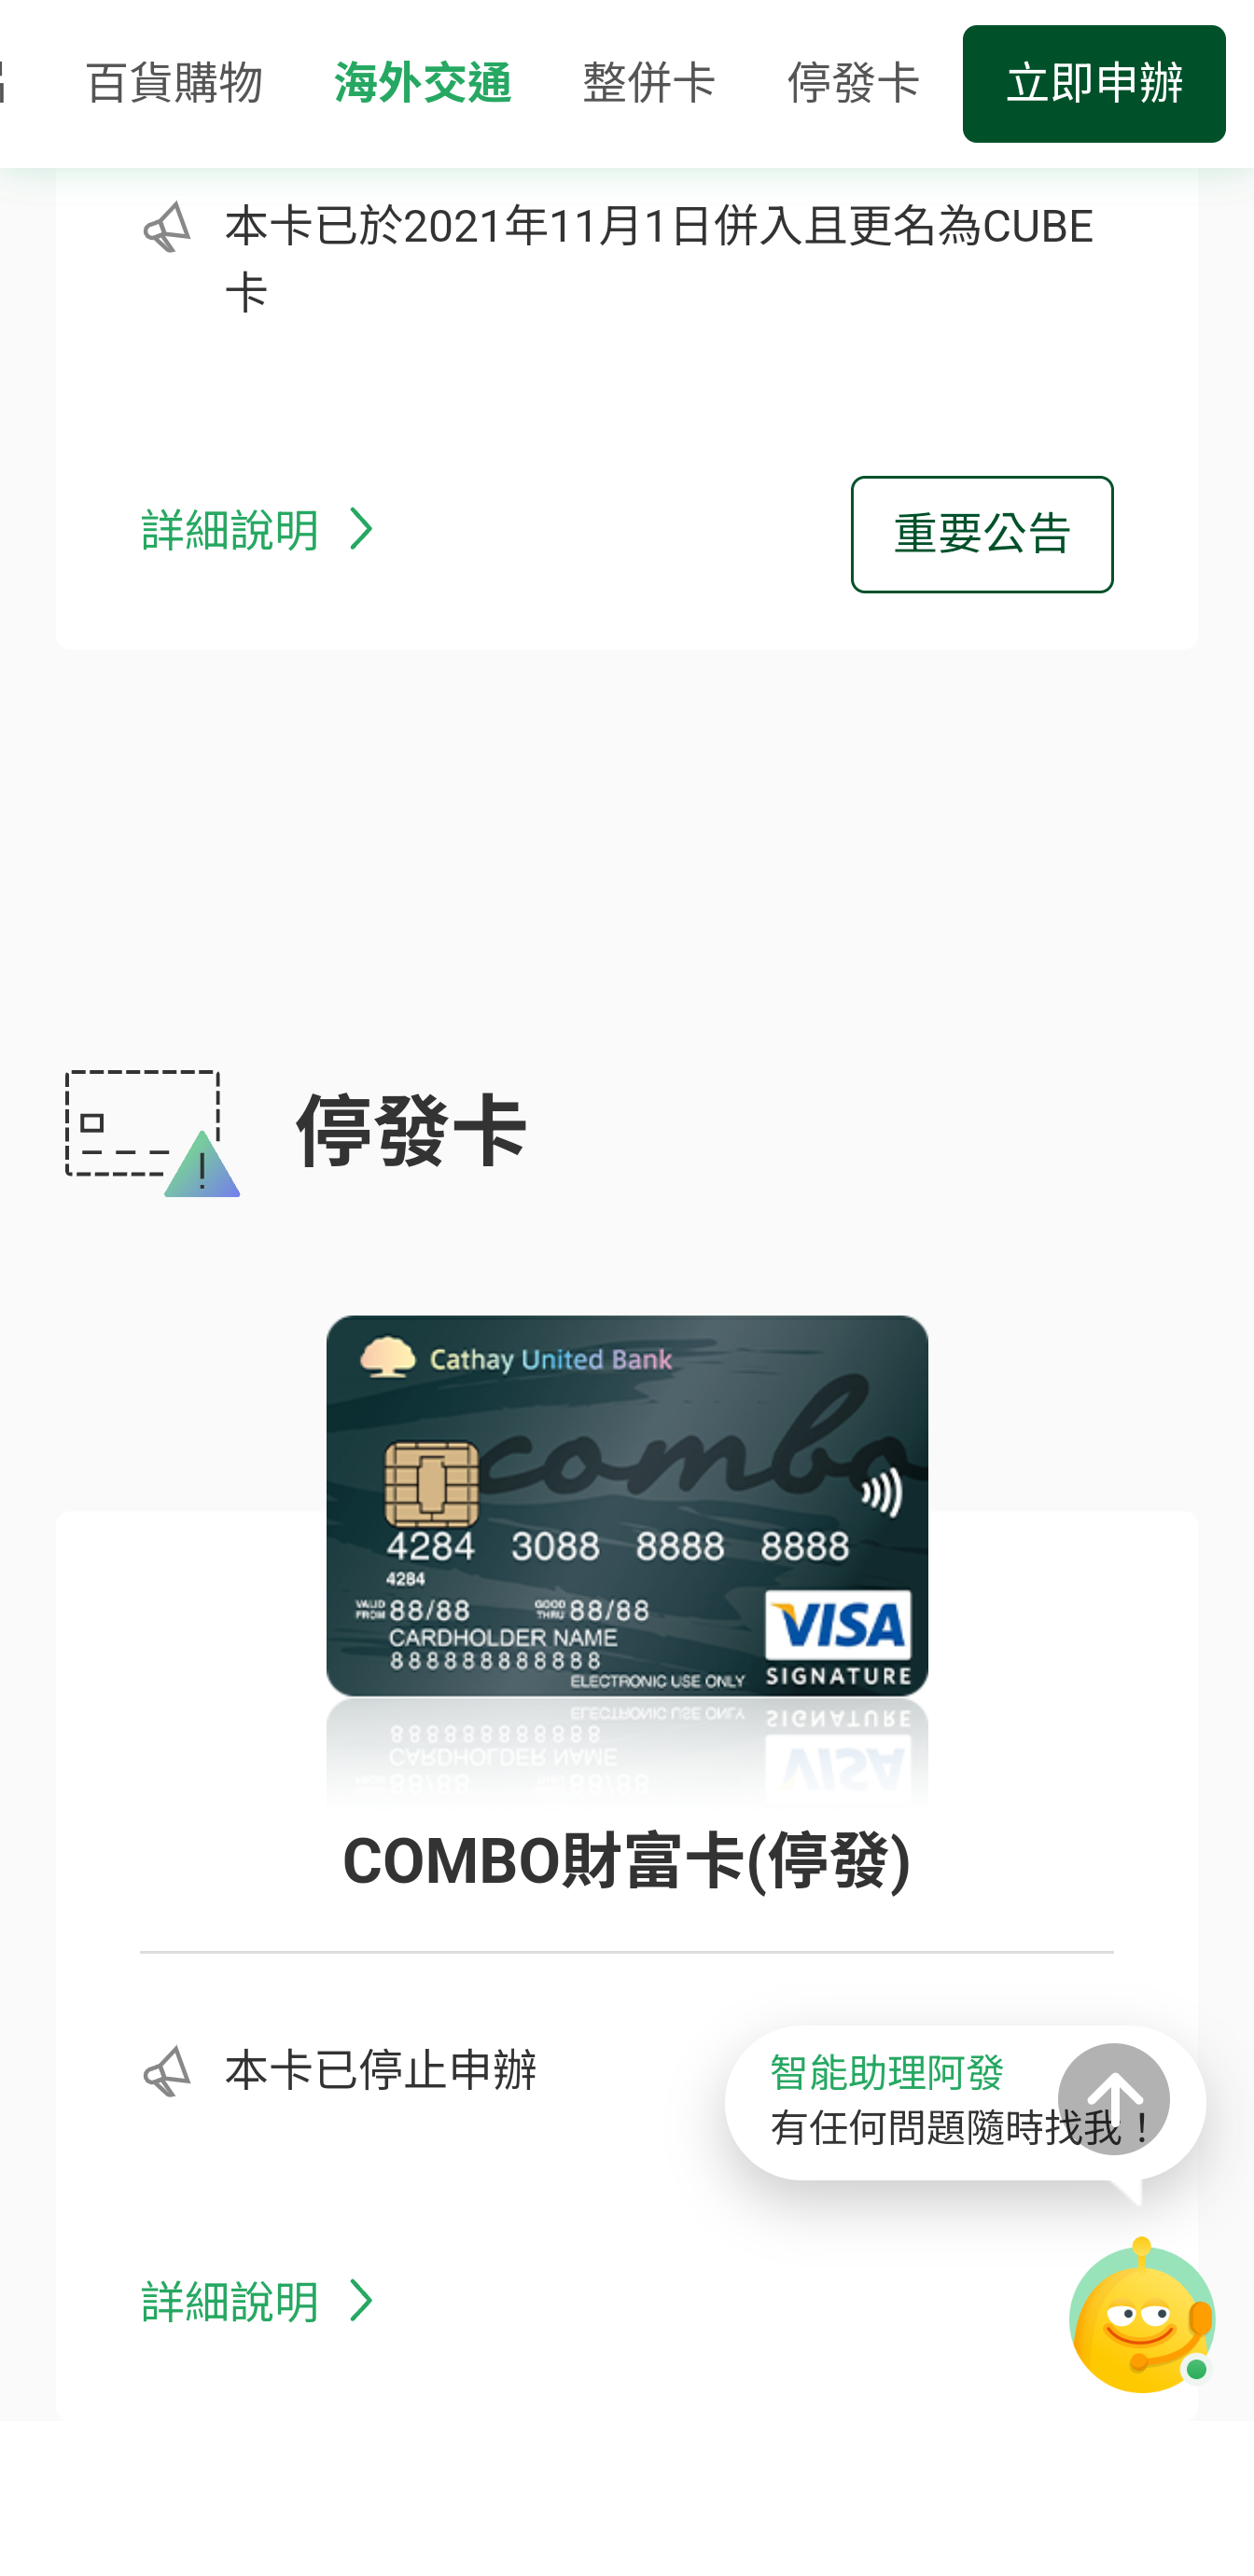 百貨購物
海外交通
整併卡
停發卡
立即申辦
本卡已於2021年11月1日併入且更名為CUBE
卡
詳細說明
重要公告
停發卡
Cathay United Bank
combo
4284 3088 8888 8888
4284
VALID FROM 88/88 GOOD THRU 88/88
CARDHOLDER NAME
888888888888
ELECTRONIC USE ONLY
VISA
SIGNATURE
COMBO財富卡(停發)
本卡已停止申辦
智能助理阿發
有任何問題隨時找我！
詳細說明